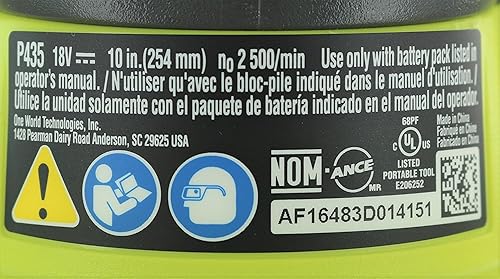 P435 18V⎓ 10 in.(254 mm) n₀ 2 500/min Use only with battery pack listed in
operator's manual. / N'utiliser qu'avec le bloc-pile indiqué dans le manuel d'utilisation. /
Utilice la unidad solamente con el paquete de batería indicado en el manual del operador.
One World Technologies, Inc.
1428 Pearman Dairy Road Anderson, SC 29625 USA
68PF
Made in China
Fabriqué en Chine
Fabricado en China
C UL US
LISTED
PORTABLE TOOL
E206252
NOM-ANCE
MR
AF16483D014151